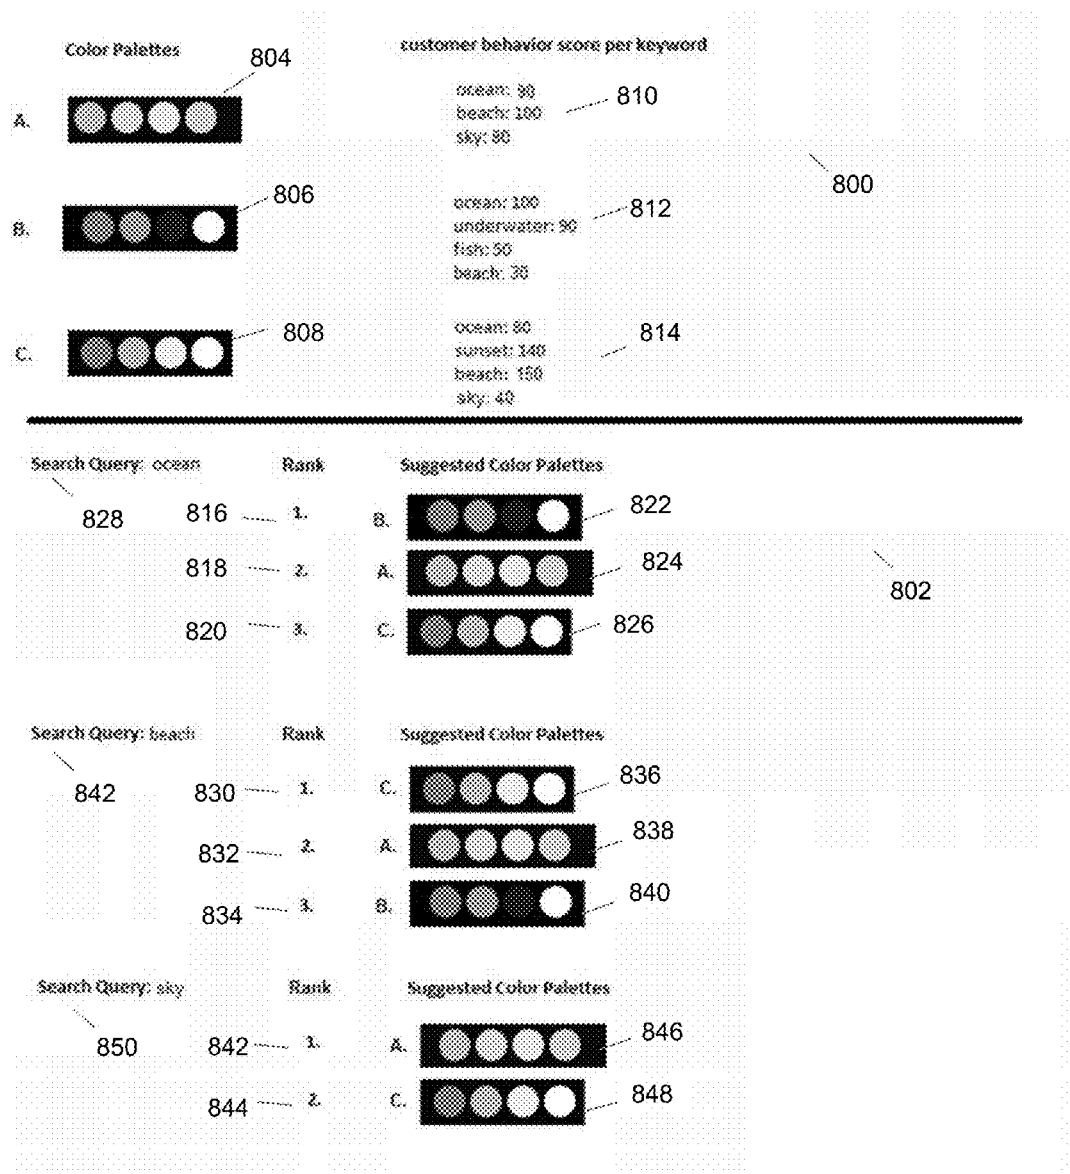 Color Palettes
804
customer behavior score per keyword
A.
ocean: 90
beach: 100
sky: 80
810
800
B.
806
ocean: 100
underwater: 90
fish: 50
beach: 30
812
C.
808
ocean: 80
sunset: 140
beach: 150
sky: 40
814
Search Query: ocean Rank Suggested Color Palettes
828
816 1. B. 822
818 2. A. 824
802
820 3. C. 826
Search Query: beach Rank Suggested Color Palettes
842
830 1. C. 836
832 2. A. 838
834 3. B. 840
Search Query: sky Rank Suggested Color Palettes
850
842 1. A. 846
844 2. C. 848